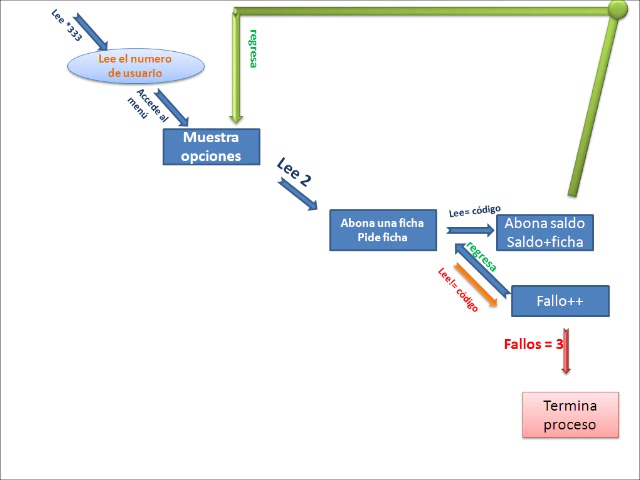 Lee *333
Lee el numero
de usuario
Accede al
menú
regresa
Muestra
opciones
Lee 2
Abona una ficha
Pide ficha
Lee= código
Abona saldo
Saldo+ficha
regresa
Lee!= código
Fallo++
Fallos = 3
Termina
proceso